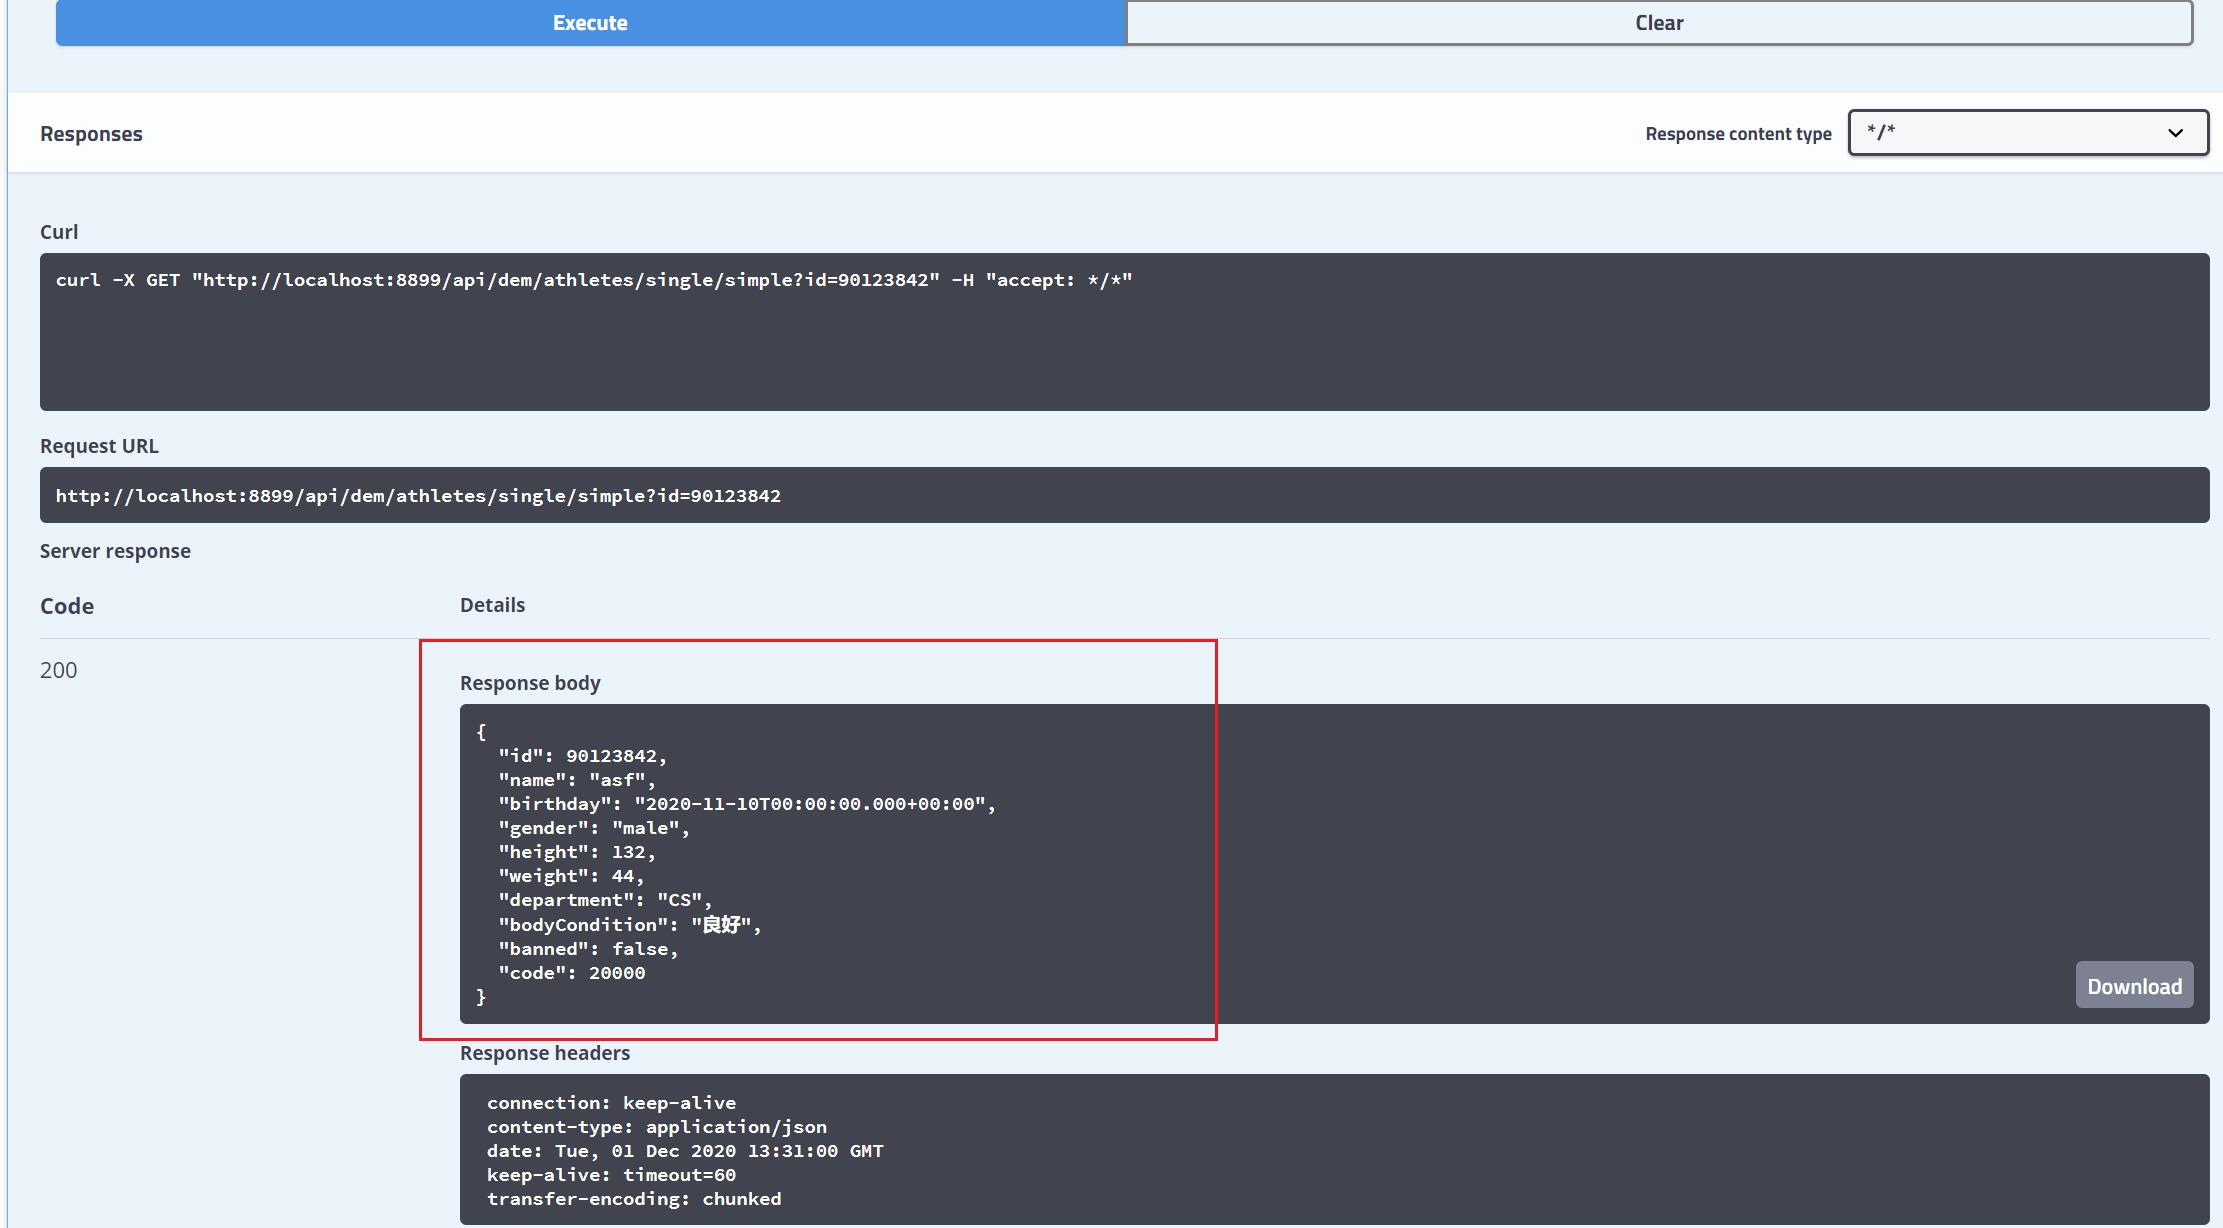 Execute
Clear
Responses
Response content type
*/*
Curl
curl -X GET "http://localhost:8899/api/dem/athletes/single/simple?id=90123842" -H "accept: */*"
Request URL
http://localhost:8899/api/dem/athletes/single/simple?id=90123842
Server response
Code
Details
200
Response body
{
"id": 90123842,
"name": "asf",
"birthday": "2020-11-10T00:00:00.000+00:00",
"gender": "male",
"height": 132,
"weight": 44,
"department": "CS",
"bodyCondition": "良好",
"banned": false,
"code": 20000
}
Download
Response headers
connection: keep-alive
content-type: application/json
date: Tue, 01 Dec 2020 13:31:00 GMT
keep-alive: timeout=60
transfer-encoding: chunked